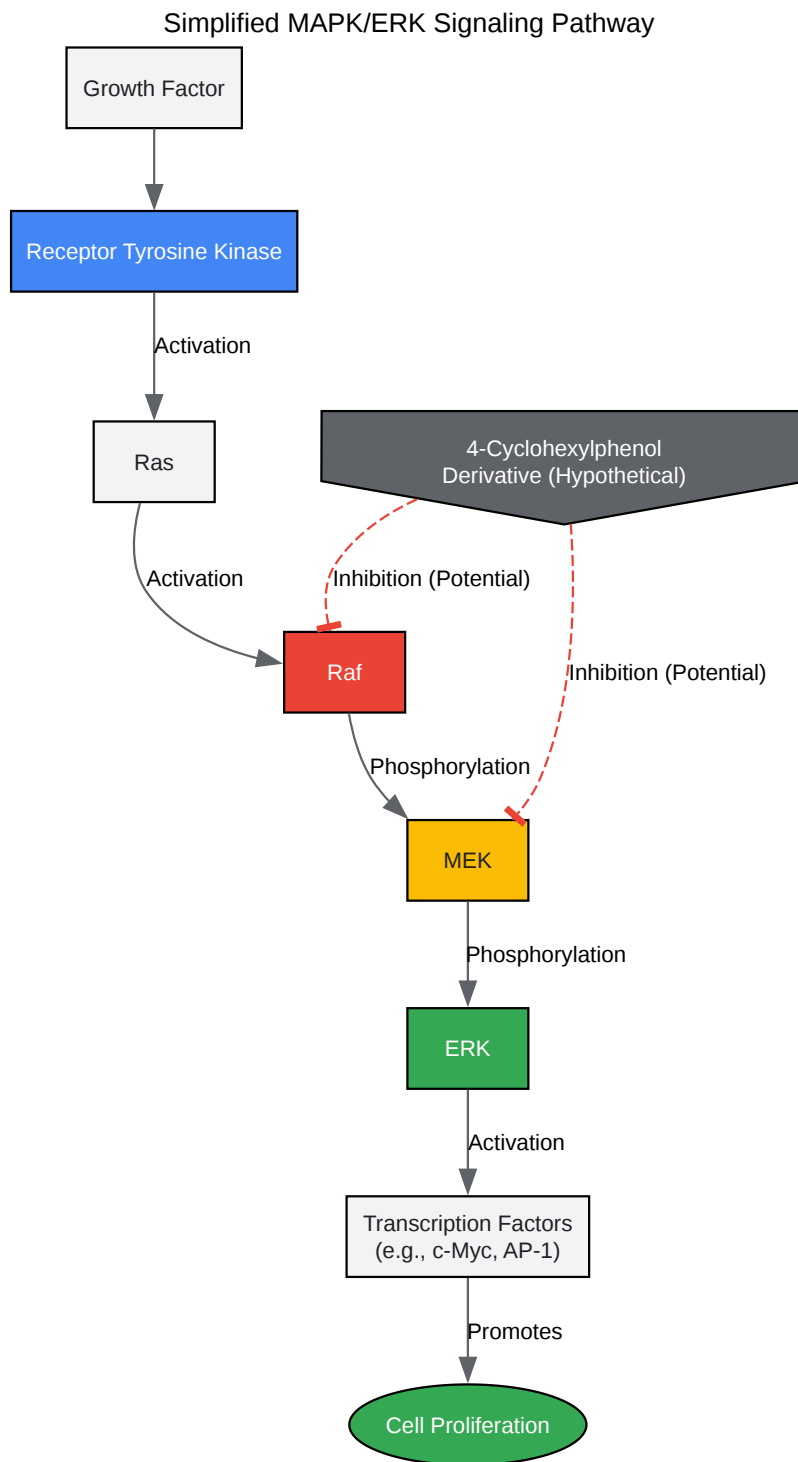 Simplified MAPK/ERK Signaling Pathway
Growth Factor
Receptor Tyrosine Kinase
Activation
Ras
4-Cyclohexylphenol
Derivative (Hypothetical)
Activation
Inhibition (Potential)
Raf
Inhibition (Potential)
Phosphorylation
MEK
Phosphorylation
ERK
Activation
Transcription Factors
(e.g., c-Myc, AP-1)
Promotes
Cell Proliferation